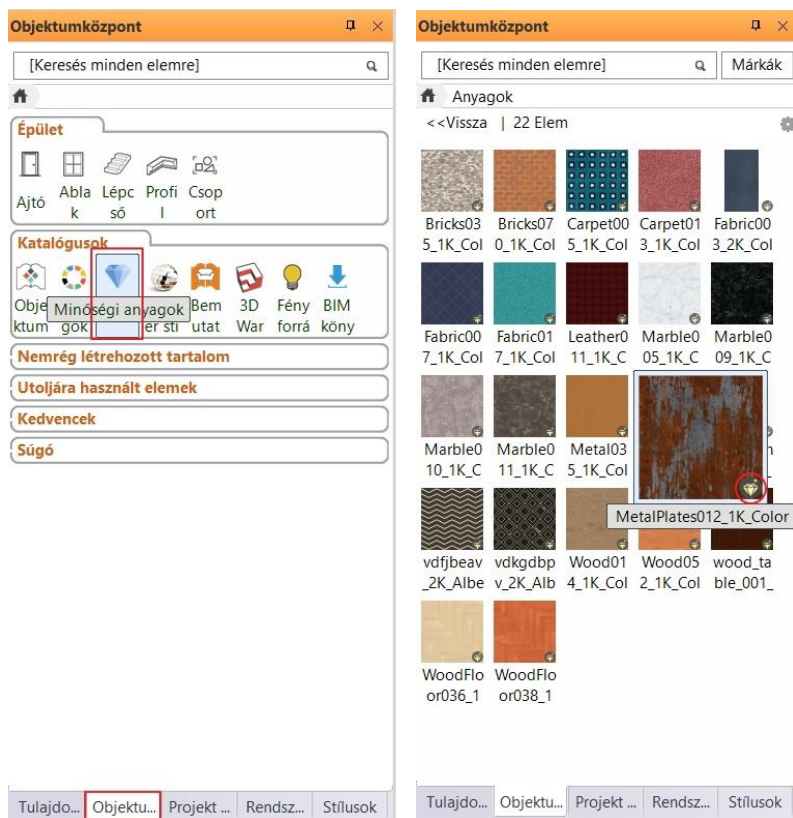 Objektumközpont
[Keresés minden elemre]
Épület
Ajtó
Abla
k
Lépc
ső
Profi
l
Csop
ort
Katalógusok
Obje
ktum
Minőségi anyagok
gok
er sti
Bem
utat
3D
War
Fény
forrá
BIM
köny
Nemrég létrehozott tartalom
Utoljára használt elemek
Kedvencek
Súgó
Tulajdo... Objektu... Projekt ... Rendsz... Stílusok
Objektumközpont
[Keresés minden elemre] Márkák
Anyagok
<<Vissza | 22 Elem
Bricks03
5_1K_Col
Bricks07
0_1K_Col
Carpet00
5_1K_Col
Carpet01
3_1K_Col
Fabric00
3_2K_Col
Fabric00
7_1K_Col
Fabric01
7_1K_Col
Leather0
11_1K_C
Marble0
05_1K_C
Marble0
09_1K_C
Marble0
10_1K_C
Marble0
11_1K_C
Metal03
5_1K_Col
MetalPlates012_1K_Color
vdfjbeav
_2K_Albe
vdkgdbp
v_2K_Alb
Wood01
4_1K_Col
Wood05
2_1K_Col
wood_ta
ble_001_
WoodFlo
or036_1
WoodFlo
or038_1
Tulajdo... Objektu... Projekt ... Rendsz... Stílusok